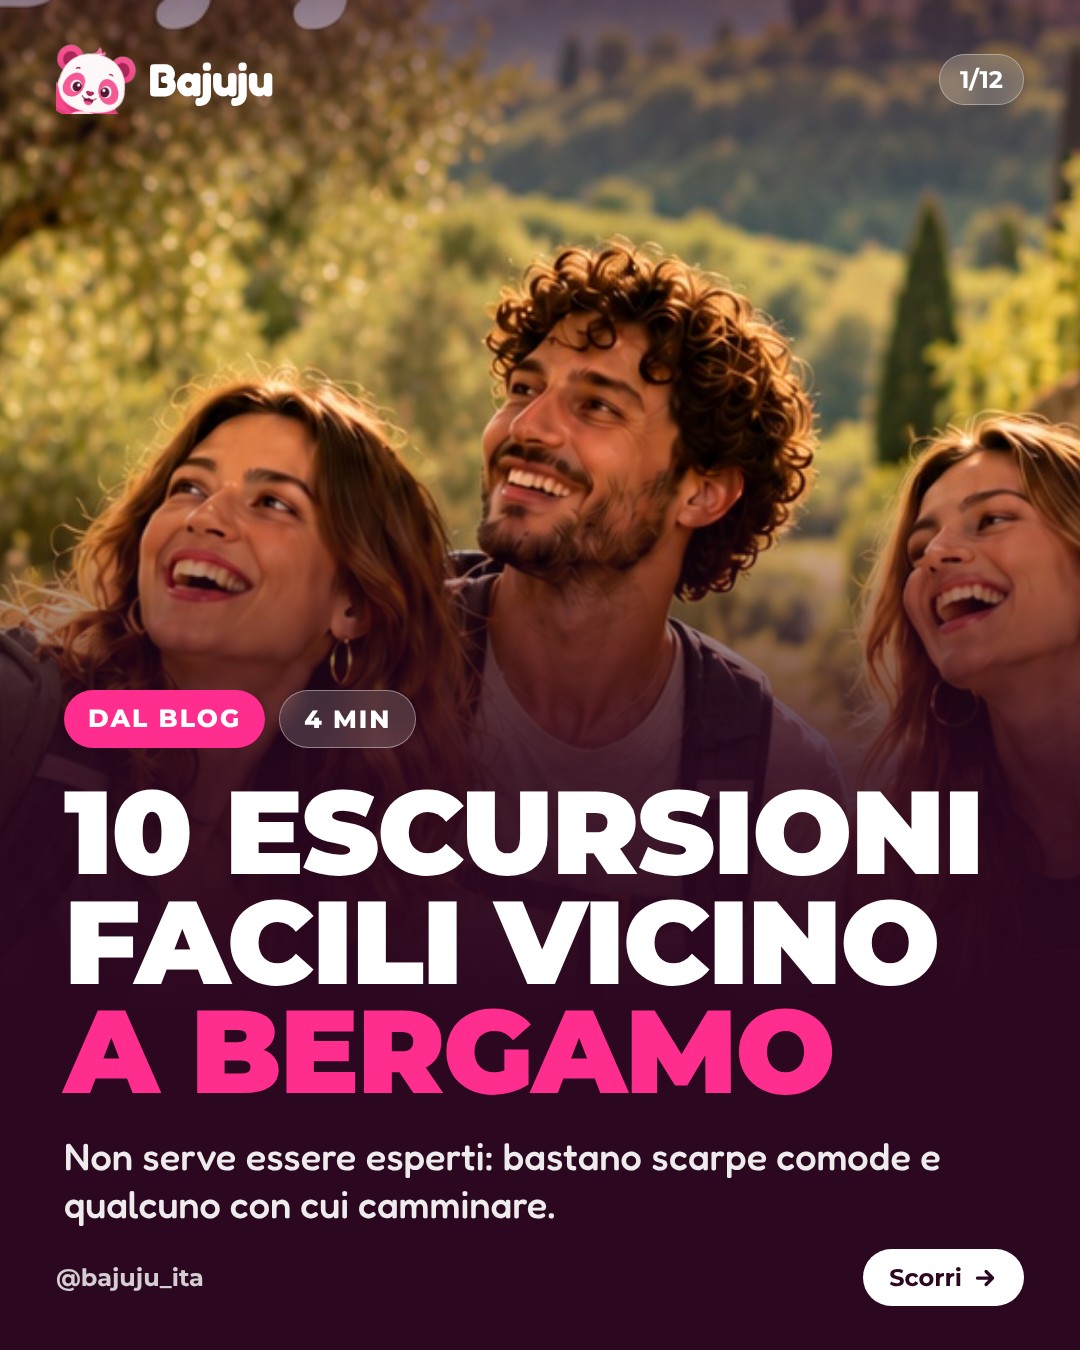 Bajuju
1/12
DAL BLOG
4 MIN
10 ESCURSIONI
FACILI VICINO
A BERGAMO
Non serve essere esperti: bastano scarpe comode e
qualcuno con cui camminare.
@bajuju_ita
Scorri →